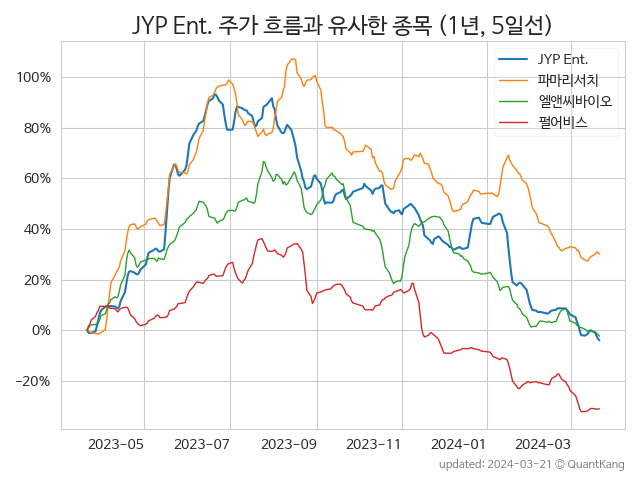 JYP Ent. 주가 흐름과 유사한 종목 (1년, 5일선)
JYP Ent.
파마리서치
엘앤씨바이오
펄어비스
100%
80%
60%
40%
20%
0%
−20%
2023-05 2023-07 2023-09 2023-11 2024-01 2024-03
updated: 2024-03-21 © QuantKang